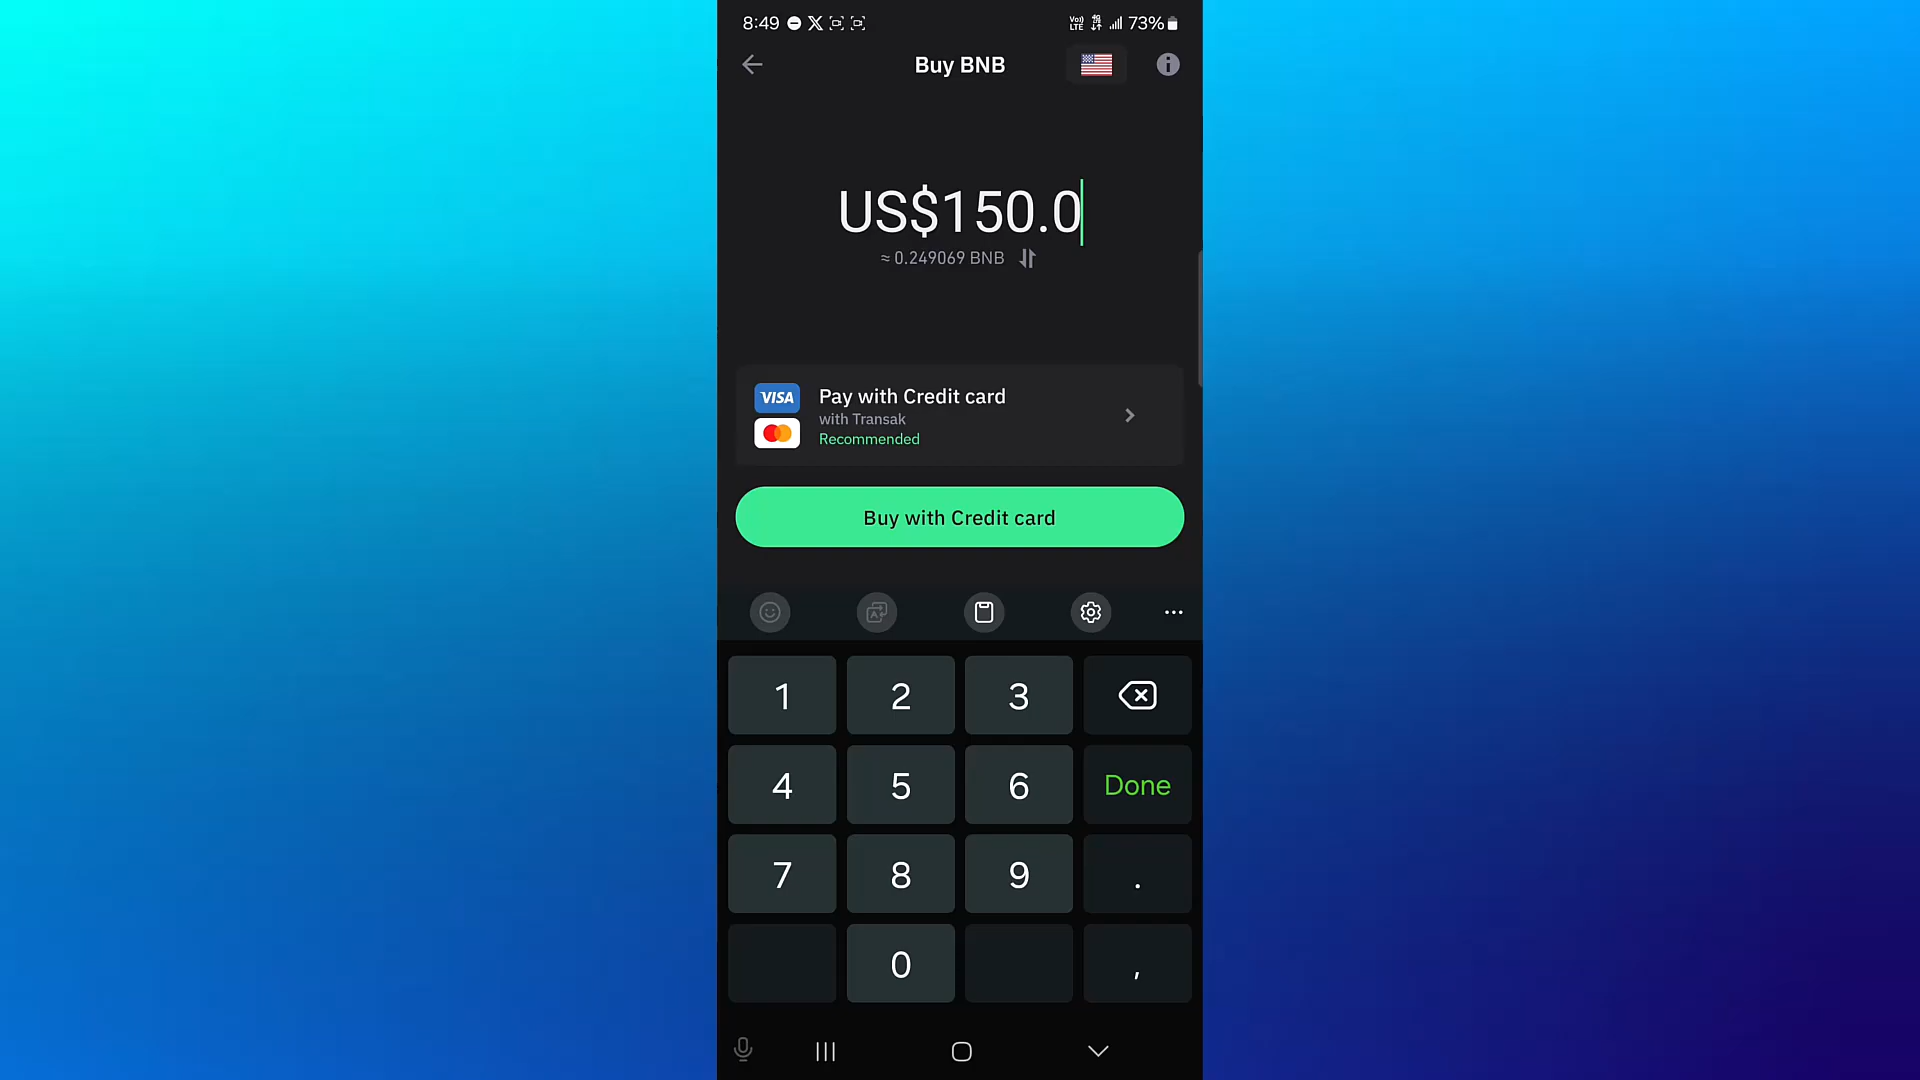 8:49
73%
Buy BNB
US$150.0
≈ 0.249069 BNB
VISA
Pay with Credit card
with Transak
Recommended
Buy with Credit card
1 2 3
4 5 6 Done
7 8 9 .
0 ,